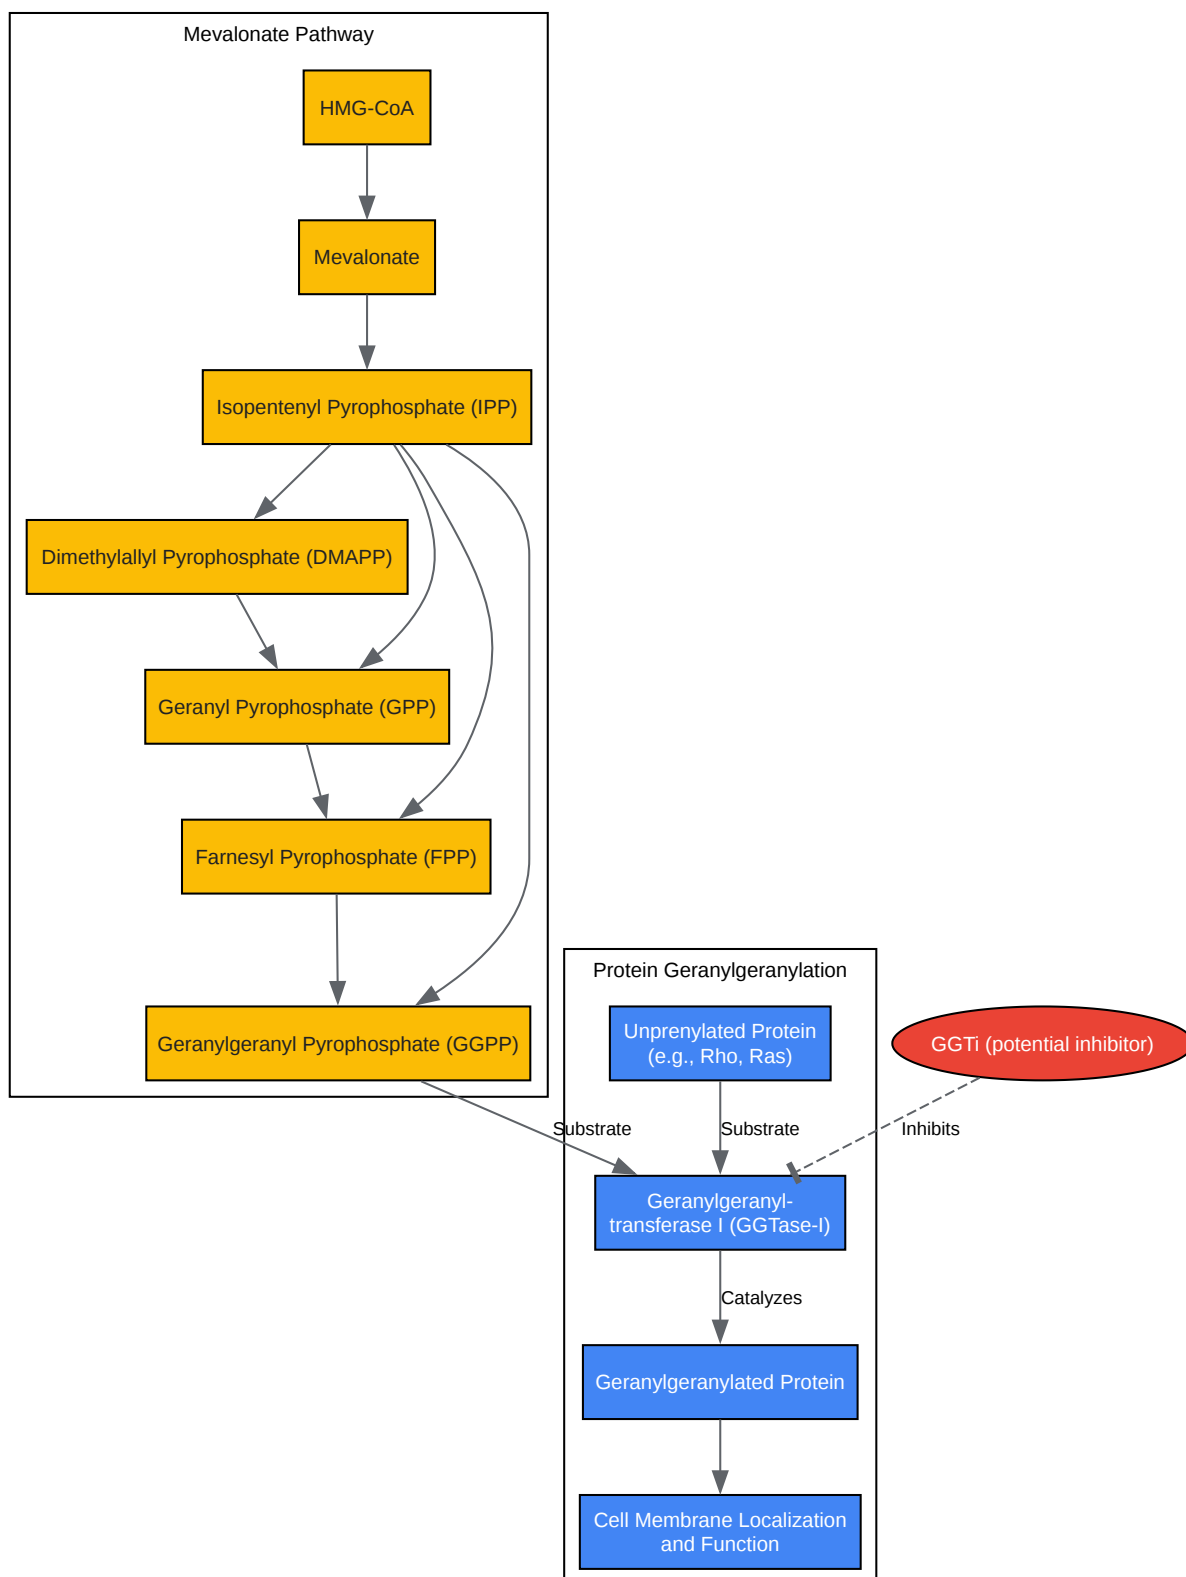 Mevalonate Pathway
HMG-CoA
Mevalonate
Isopentenyl Pyrophosphate (IPP)
Dimethylallyl Pyrophosphate (DMAPP)
Geranyl Pyrophosphate (GPP)
Farnesyl Pyrophosphate (FPP)
Geranylgeranyl Pyrophosphate (GGPP)
Protein Geranylgeranylation
Unprenylated Protein
(e.g., Rho, Ras)
GGTi (potential inhibitor)
Substrate
Substrate
Inhibits
Geranylgeranyl-
transferase I (GGTase-I)
Catalyzes
Geranylgeranylated Protein
Cell Membrane Localization
and Function